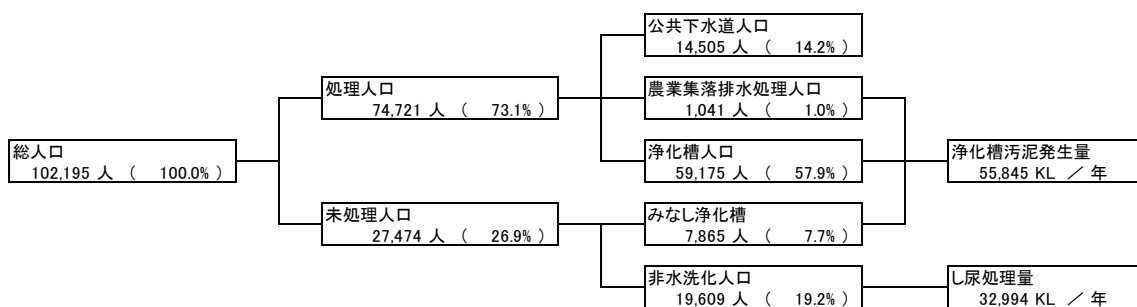 総人口
102,195 人 ( 100.0% )
処理人口
74,721 人 ( 73.1% )
未処理人口
27,474 人 ( 26.9% )
公共下水道人口
14,505 人 ( 14.2% )
農業集落排水処理人口
1,041 人 ( 1.0% )
浄化槽人口
59,175 人 ( 57.9% )
みなし浄化槽
7,865 人 ( 7.7% )
非水洗化人口
19,609 人 ( 19.2% )
浄化槽汚泥発生量
55,845 KL / 年
し尿処理量
32,994 KL / 年